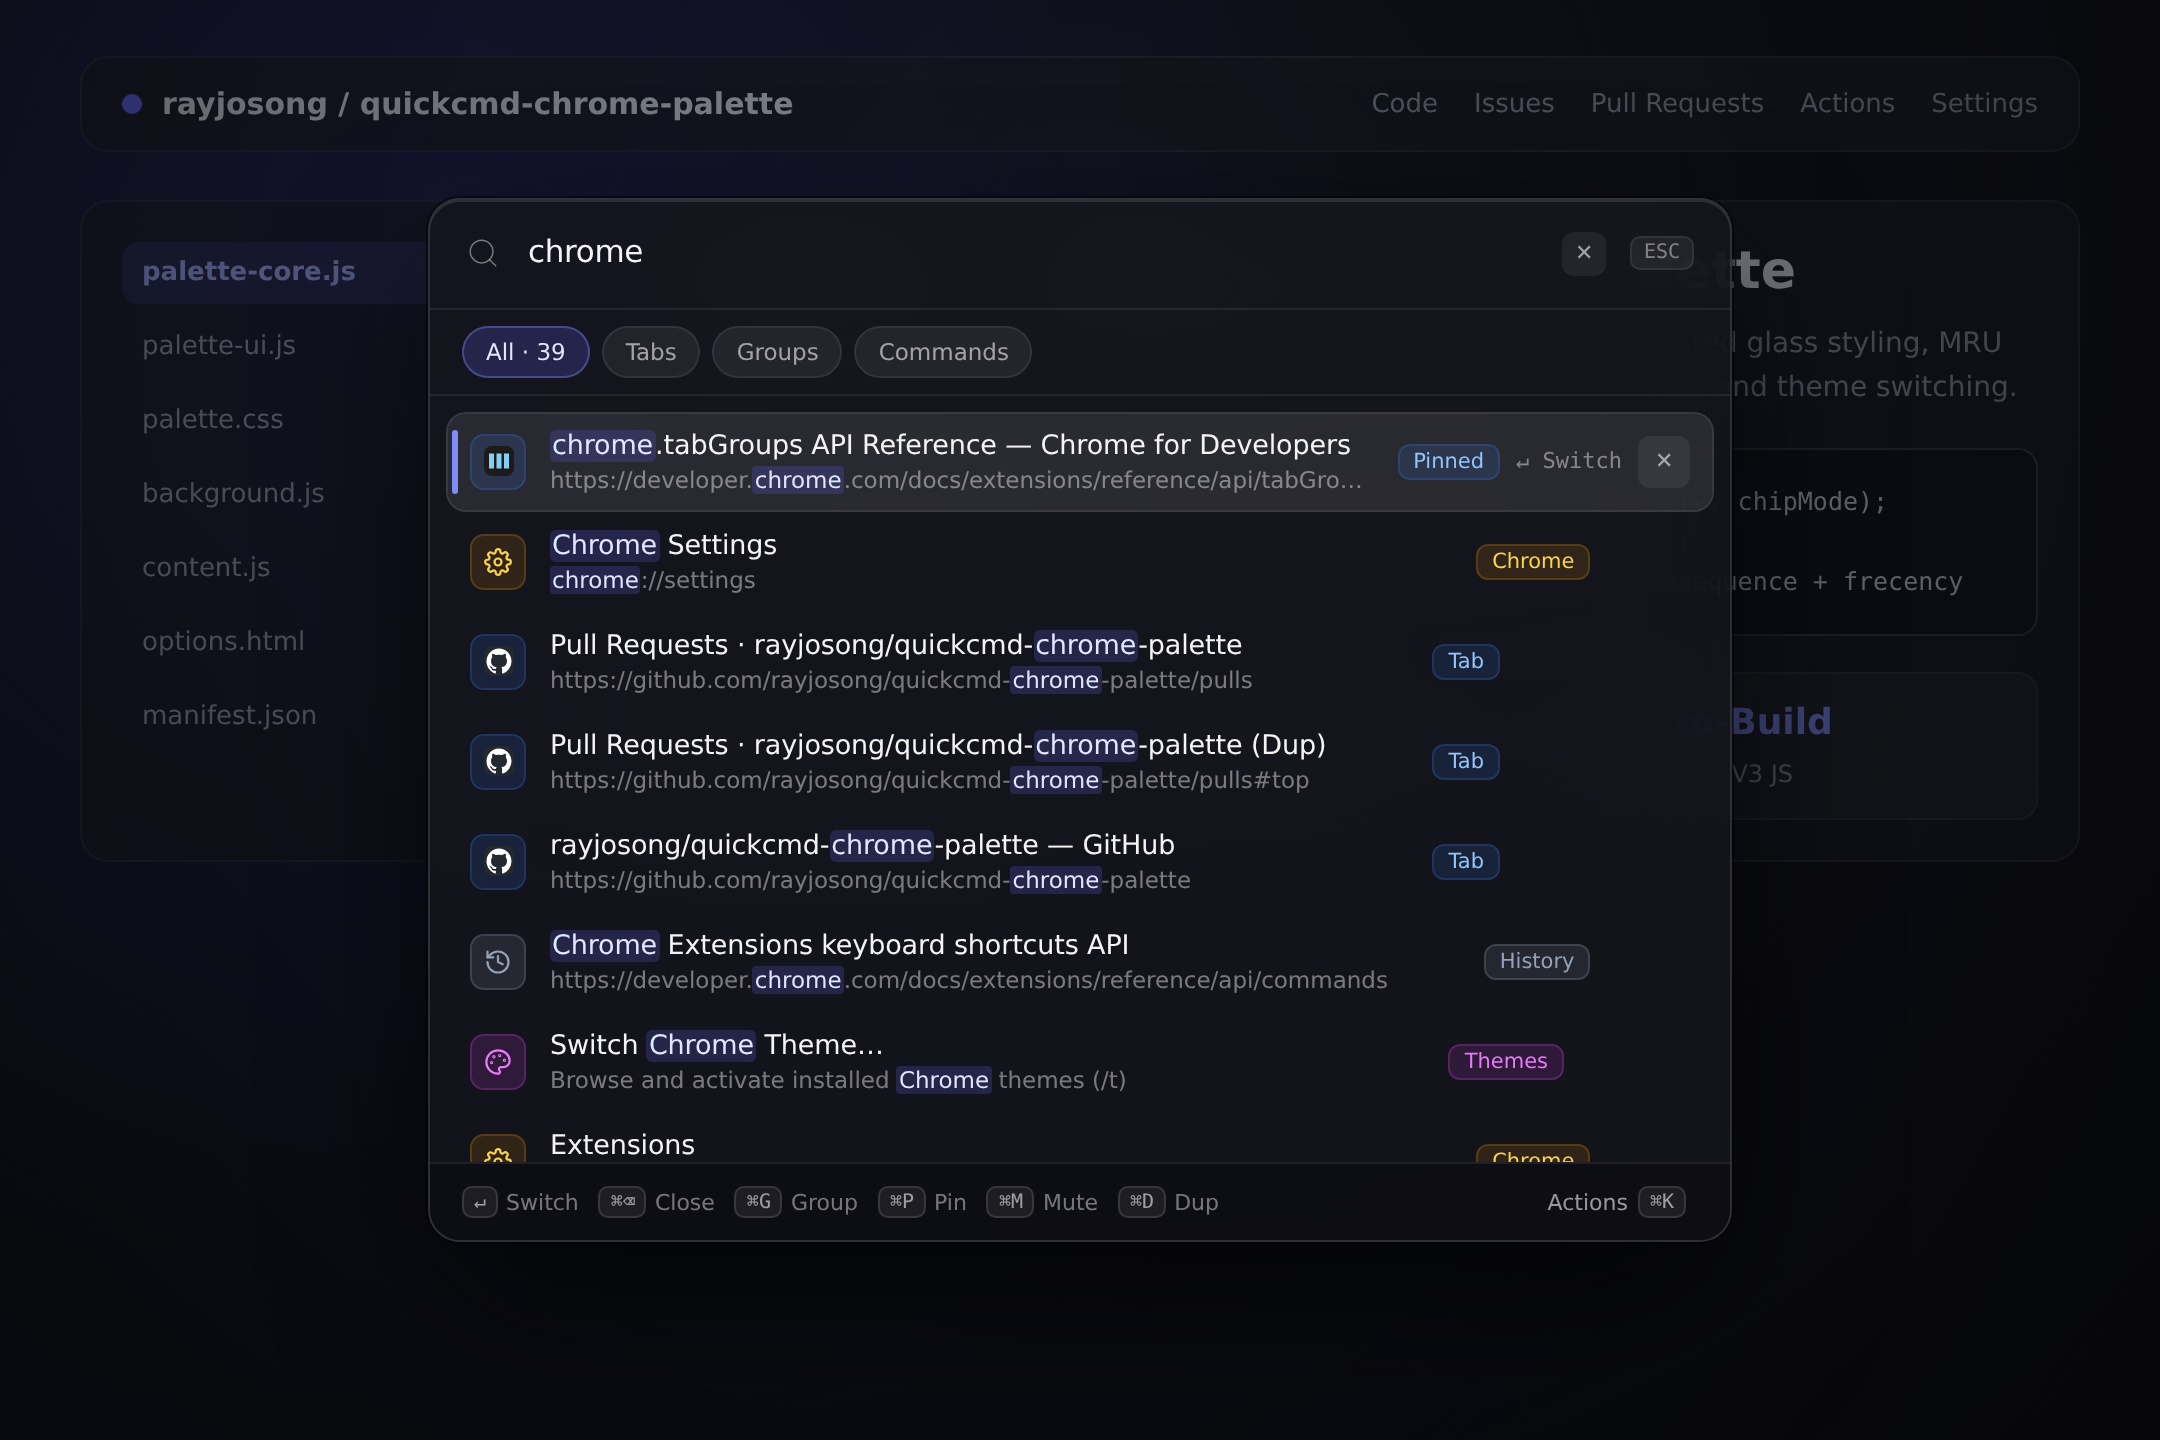 rayjosong / quickcmd-chrome-palette
Code Issues Pull Requests Actions Settings
palette-core.js
palette-ui.js
palette.css
background.js
content.js
options.html
manifest.json
chrome
✕ ESC
All · 39 Tabs Groups Commands
chrome.tabGroups API Reference — Chrome for Developers
https://developer.chrome.com/docs/extensions/reference/api/tabGro…
Pinned ↵ Switch ✕
Chrome Settings
chrome://settings
Chrome
Pull Requests · rayjosong/quickcmd-chrome-palette
https://github.com/rayjosong/quickcmd-chrome-palette/pulls
Tab
Pull Requests · rayjosong/quickcmd-chrome-palette (Dup)
https://github.com/rayjosong/quickcmd-chrome-palette/pulls#top
Tab
rayjosong/quickcmd-chrome-palette — GitHub
https://github.com/rayjosong/quickcmd-chrome-palette
Tab
Chrome Extensions keyboard shortcuts API
https://developer.chrome.com/docs/extensions/reference/api/commands
History
Switch Chrome Theme…
Browse and activate installed Chrome themes (/t)
Themes
Extensions
Chrome
↵ Switch ⌘⌫ Close ⌘G Group ⌘P Pin ⌘M Mute ⌘D Dup
Actions ⌘K
glass styling, MRU
and theme switching.
chipMode);
+ frecency
Build
V3 JS